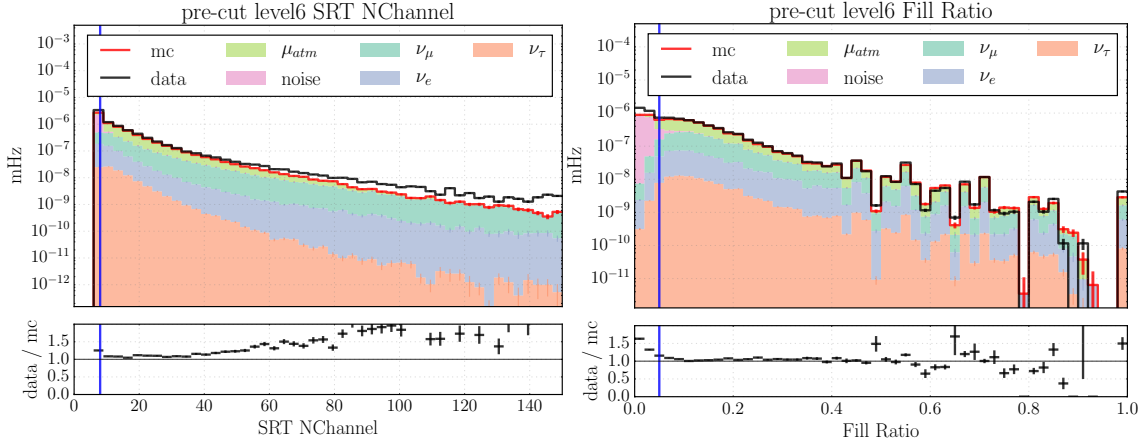 pre-cut level6 SRT NChannel
mc
data
μ_atm
noise
ν_μ
ν_e
ν_τ
mHz
10^-3
10^-4
10^-5
10^-6
10^-7
10^-8
10^-9
10^-10
10^-11
10^-12
data / mc
1.5
1.0
0.5
0.0
0 20 40 60 80 100 120 140
SRT NChannel
pre-cut level6 Fill Ratio
mc
data
μ_atm
noise
ν_μ
ν_e
ν_τ
mHz
10^-4
10^-5
10^-6
10^-7
10^-8
10^-9
10^-10
10^-11
data / mc
1.5
1.0
0.5
0.0
0.0 0.2 0.4 0.6 0.8 1.0
Fill Ratio